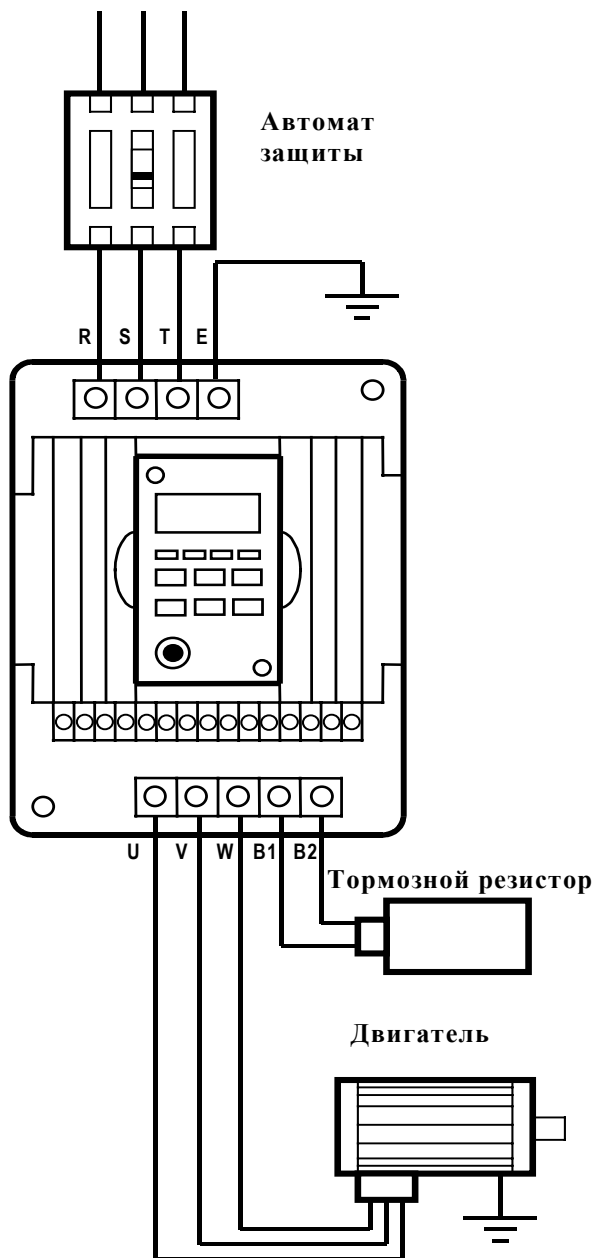 Автомат
защиты
R S T E
U V W B1 B2
Тормозной резистор
Двигатель